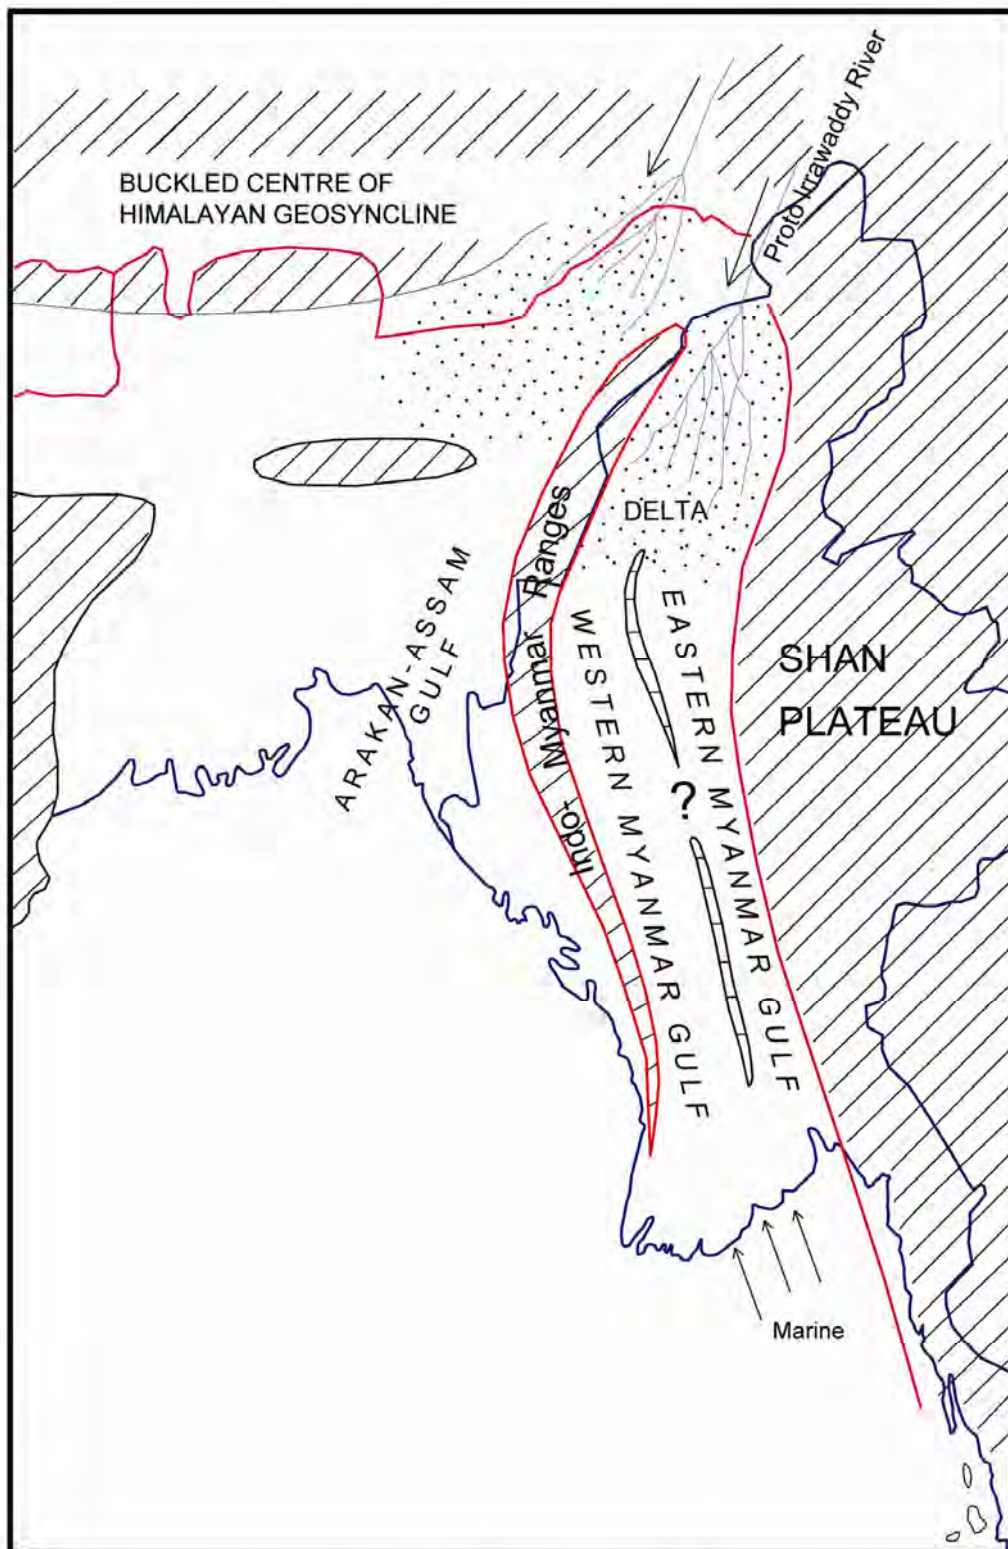 Proto Irrawaddy River
BUCKLED CENTRE OF
HIMALAYAN GEOSYNCLINE
DELTA
Indo- Myanmar Ranges
ARAKAN-ASSAM
GULF
WESTERN MYANMAR GULF
EASTERN MYANMAR GULF
SHAN
PLATEAU
?
Marine